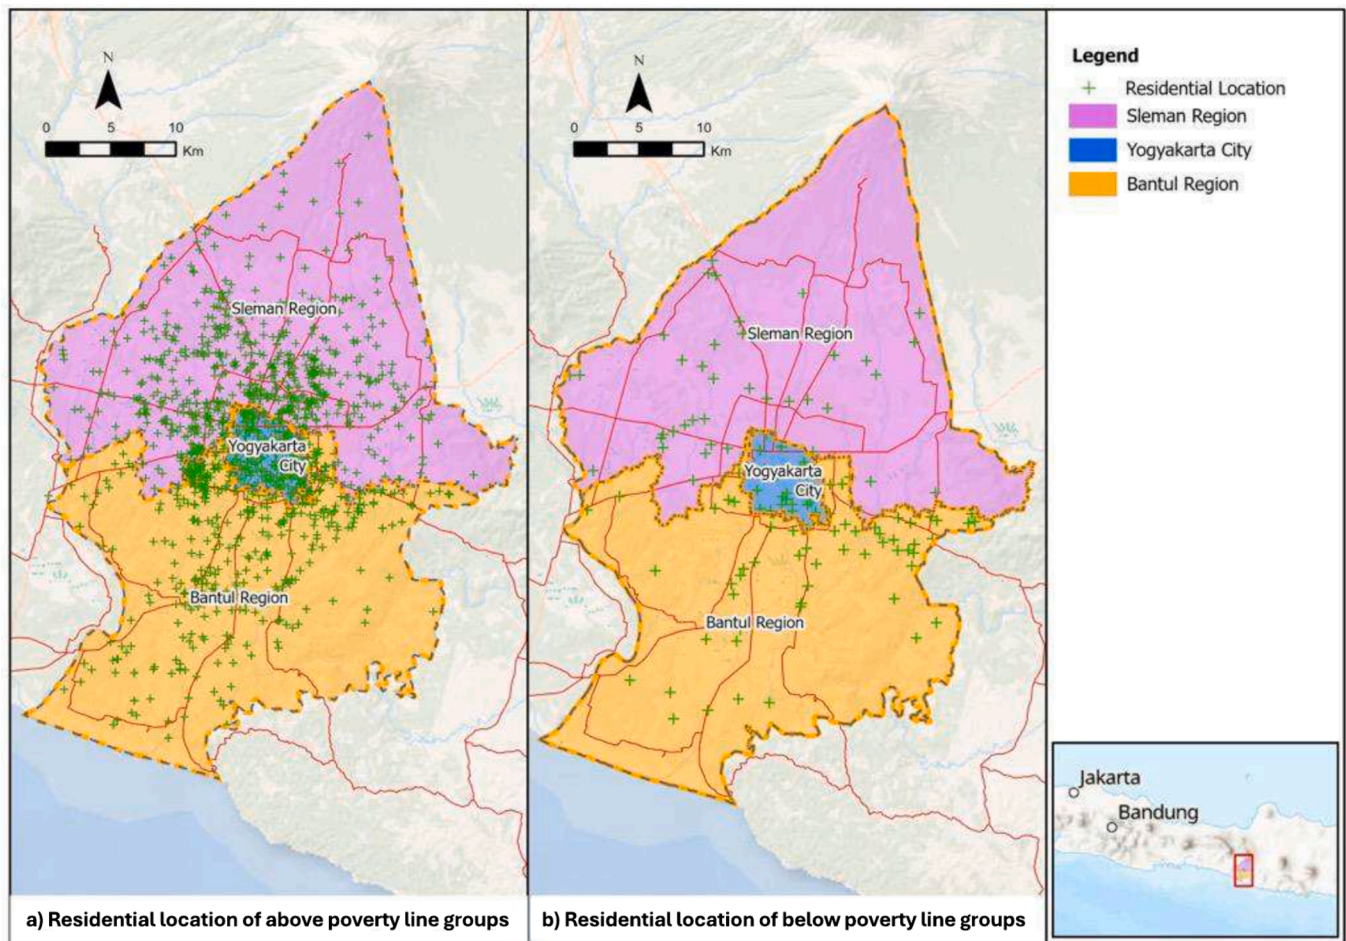 N
0 5 10
Km
Sleman Region
Yogyakarta
City
Bantul Region
a) Residential location of above poverty line groups
N
0 5 10
Km
Sleman Region
Yogyakarta
City
Bantul Region
b) Residential location of below poverty line groups
Legend
Residential Location
Sleman Region
Yogyakarta City
Bantul Region
Jakarta
Bandung